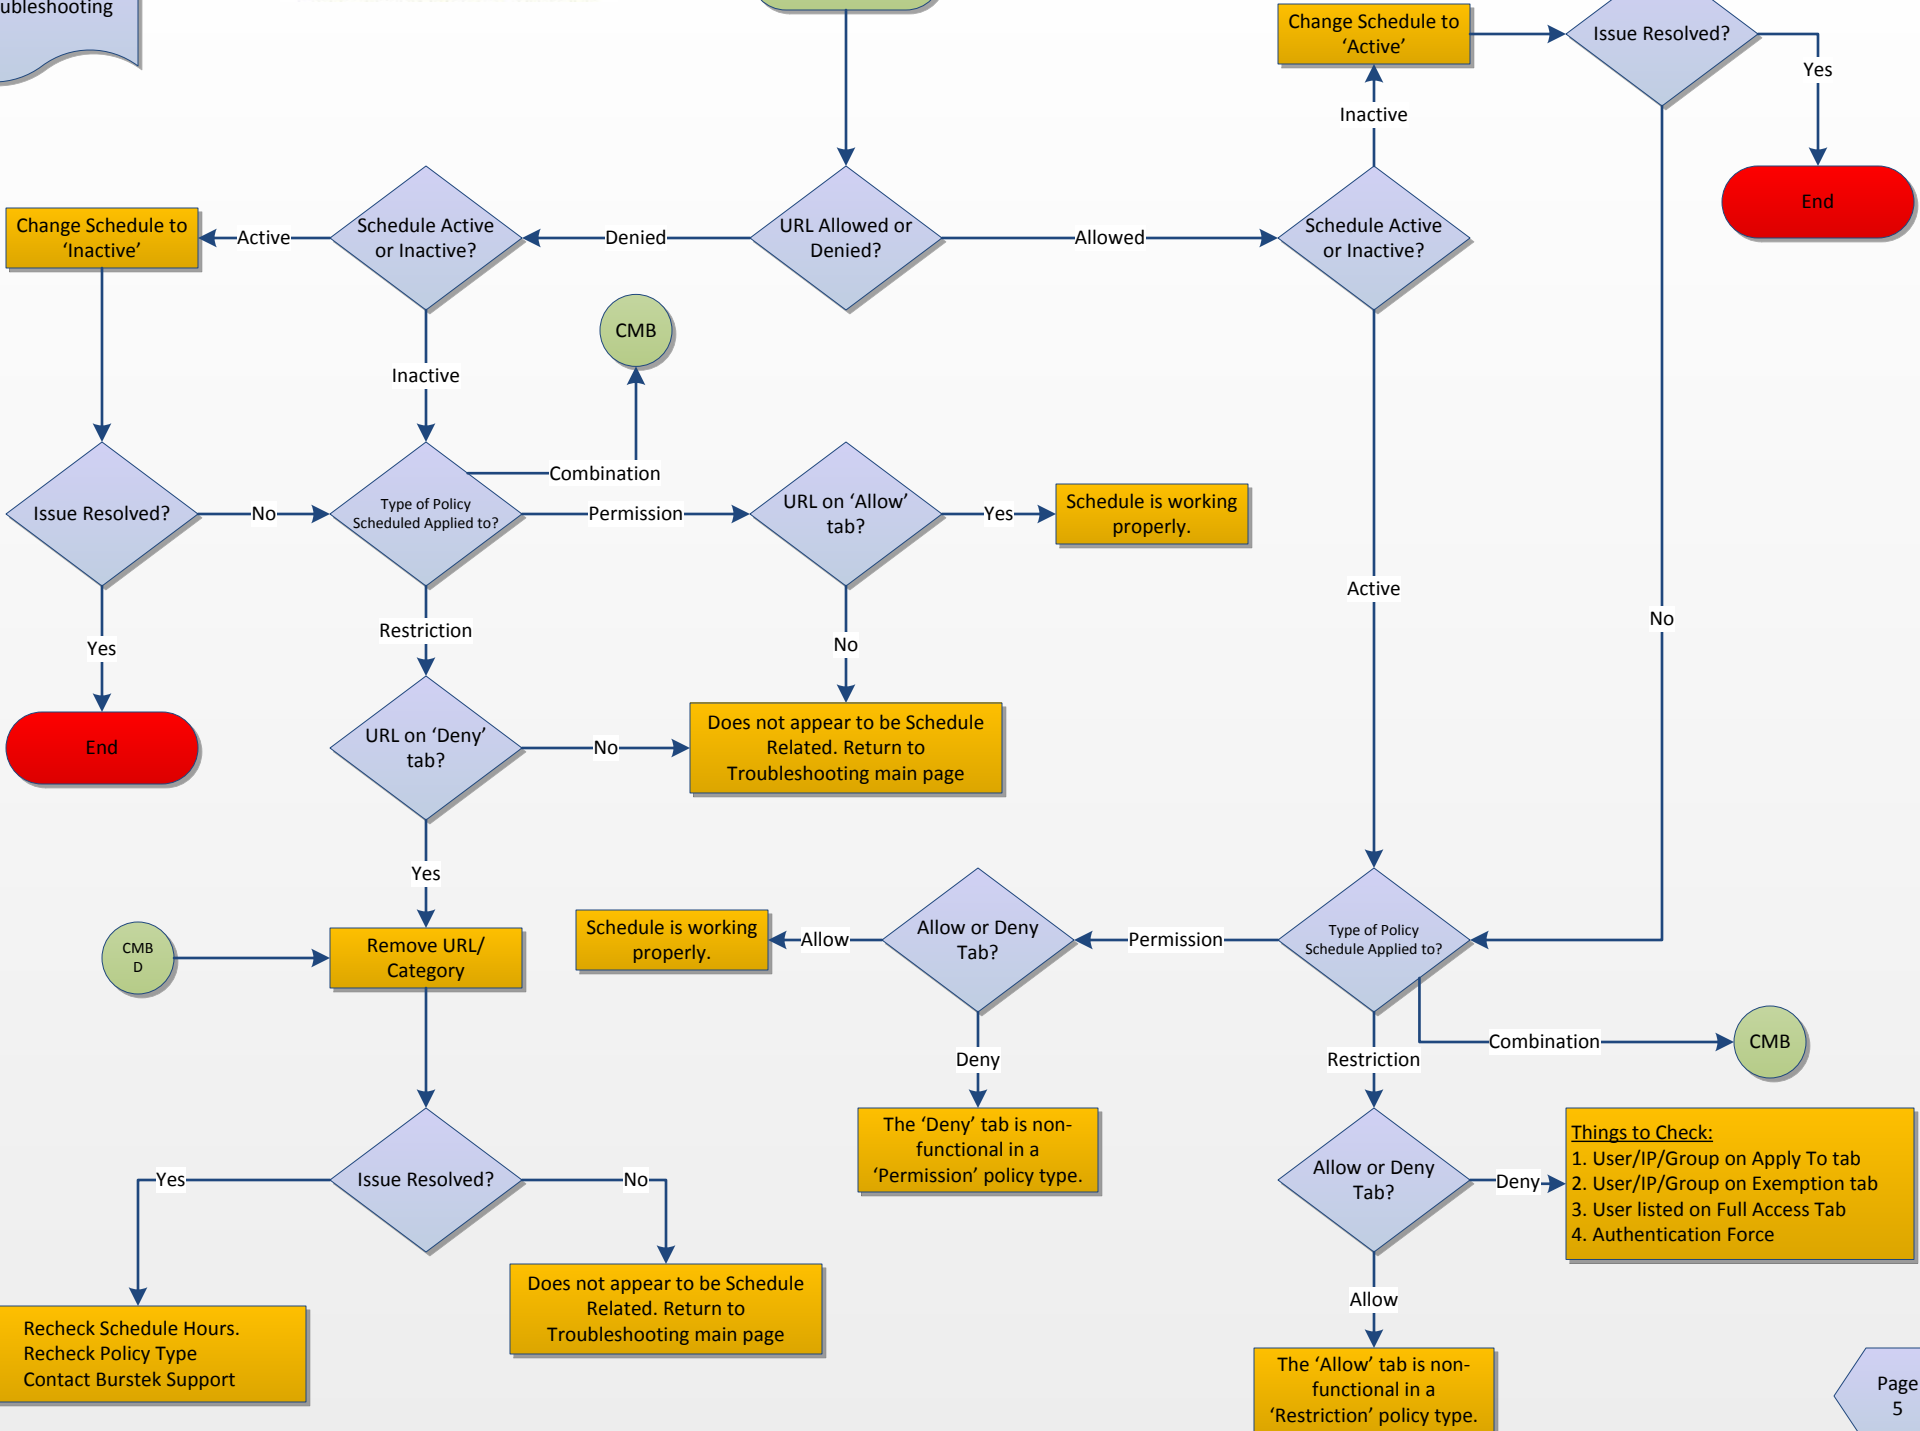 ubleshooting
Change Schedule to
‘Active’
Issue Resolved?
Yes
Inactive
End
Change Schedule to
‘Inactive’
Active
Schedule Active
or Inactive?
Denied
URL Allowed or
Denied?
Allowed
Schedule Active
or Inactive?
CMB
Inactive
Combination
Issue Resolved?
No
Type of Policy
Scheduled Applied to?
Permission
URL on ‘Allow’
tab?
Yes
Schedule is working
properly.
Active
No
Restriction
Yes
No
End
URL on ‘Deny’
tab?
No
Does not appear to be Schedule
Related. Return to
Troubleshooting main page
Yes
CMB
D
Remove URL/
Category
Schedule is working
properly.
Allow
Allow or Deny
Tab?
Permission
Type of Policy
Schedule Applied to?
Deny
Restriction
Combination
CMB
The ‘Deny’ tab is non-
functional in a
‘Permission’ policy type.
Yes
Issue Resolved?
No
Allow or Deny
Tab?
Deny
Things to Check:
1. User/IP/Group on Apply To tab
2. User/IP/Group on Exemption tab
3. User listed on Full Access Tab
4. Authentication Force
Does not appear to be Schedule
Related. Return to
Troubleshooting main page
Allow
Recheck Schedule Hours.
Recheck Policy Type
Contact Burstek Support
The ‘Allow’ tab is non-
functional in a
‘Restriction’ policy type.
Page
5